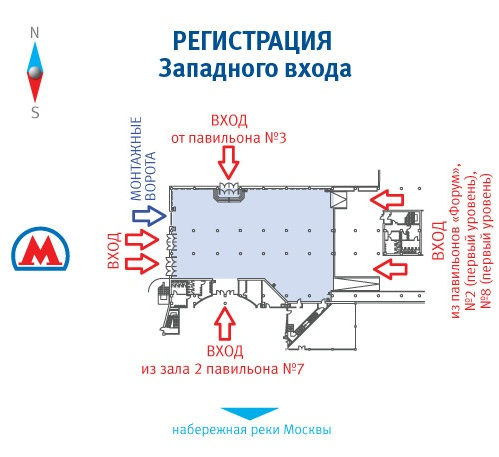 N
S
РЕГИСТРАЦИЯ
Западного входа
ВХОД
от павильона №3
МОНТАЖНЫЕ
ВОРОТА
ВХОД
М
ВХОД
из павильонов «Форум»,
№2 (первый уровень),
№8 (первый уровень)
ВХОД
из зала 2 павильона №7
набережная реки Москвы